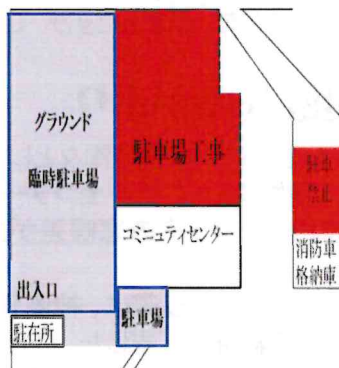 グラウンド
臨時駐車場
駐車場工事
駐車
禁止
コミニュティセンター
消防車
格納庫
出入口
駐車場
駐在所